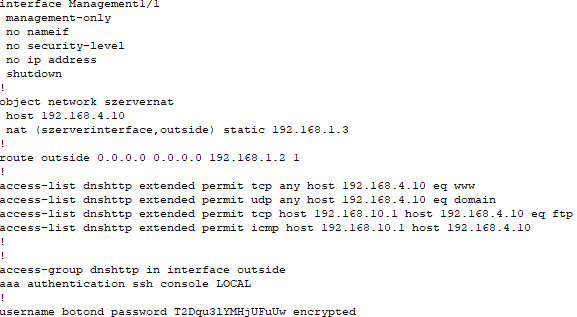 interface Management1/1
management-only
no nameif
no security-level
no ip address
shutdown
!
object network szervernat
host 192.168.4.10
nat (szerverinterface,outside) static 192.168.1.3
!
route outside 0.0.0.0 0.0.0.0 192.168.1.2 1
!
access-list dnshttp extended permit tcp any host 192.168.4.10 eq www
access-list dnshttp extended permit udp any host 192.168.4.10 eq domain
access-list dnshttp extended permit tcp host 192.168.10.1 host 192.168.4.10 eq ftp
access-list dnshttp extended permit icmp host 192.168.10.1 host 192.168.4.10
!
!
access-group dnshttp in interface outside
aaa authentication ssh console LOCAL
!
username botond password T2Dqu3lYMHjUFuUw encrypted